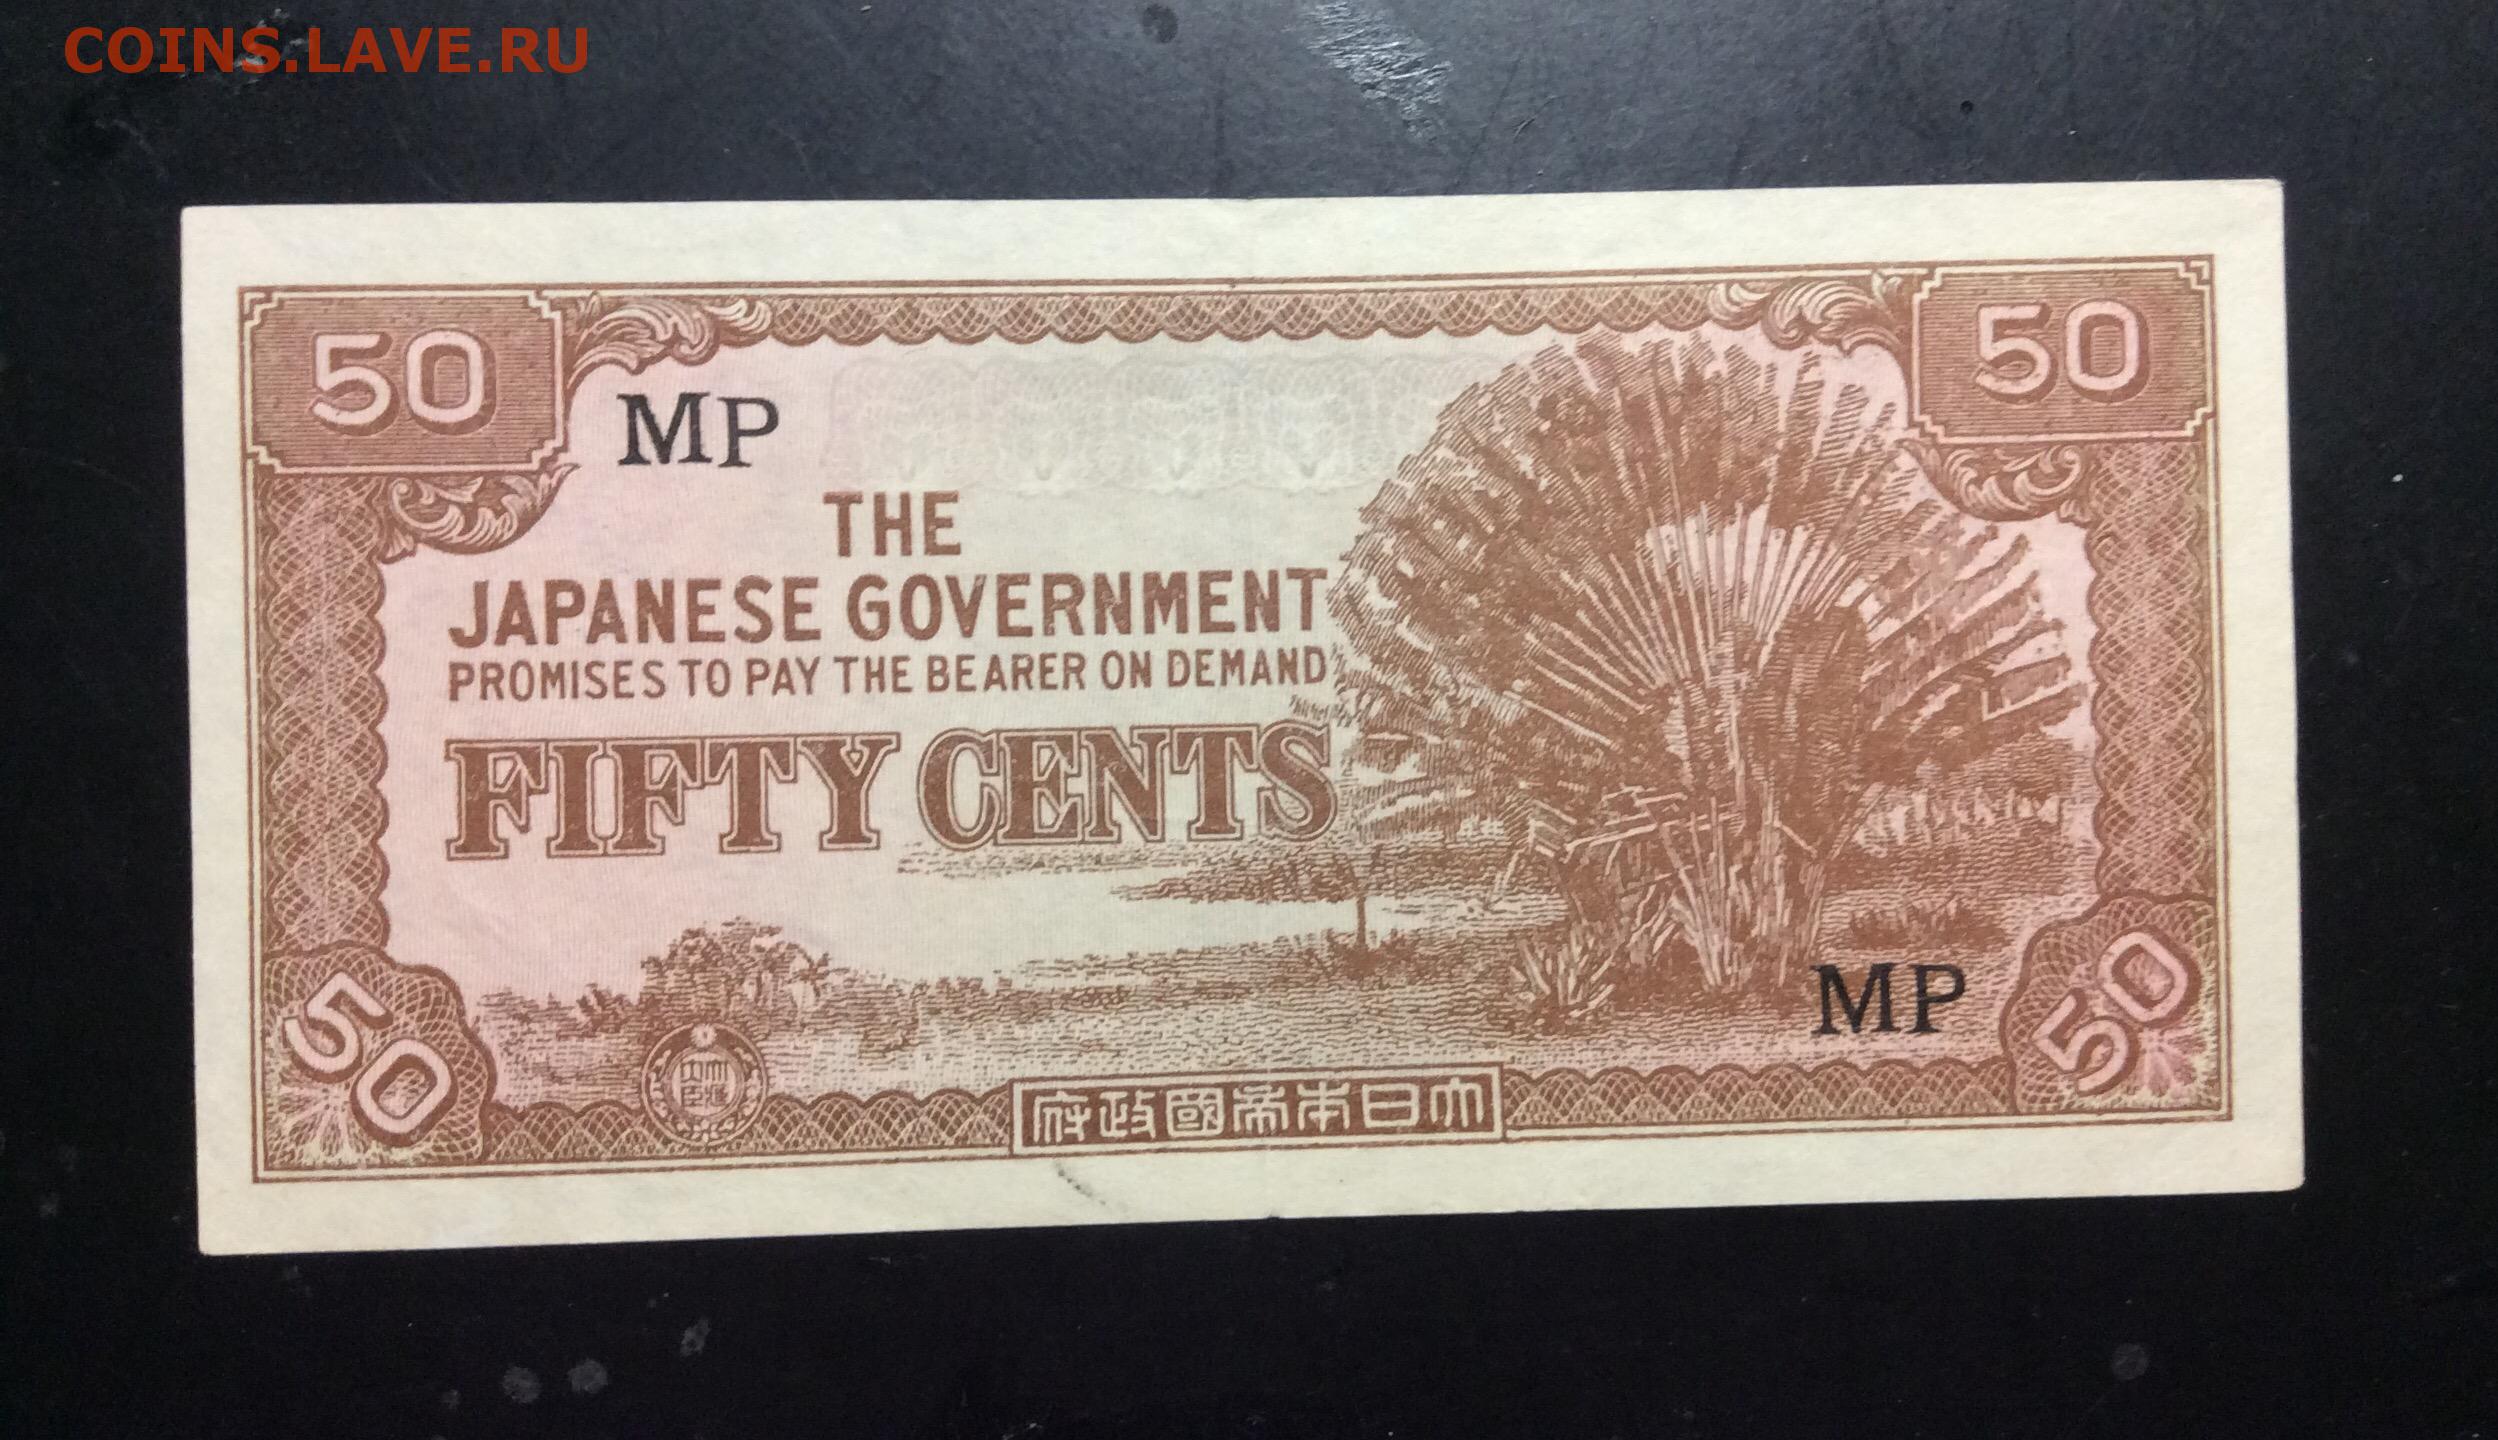 COINS.LAVE.RU
50
50
MP
THE
JAPANESE GOVERNMENT
PROMISES TO PAY THE BEARER ON DEMAND
FIFTY CENTS
MP
50
50
府政國帝本日大